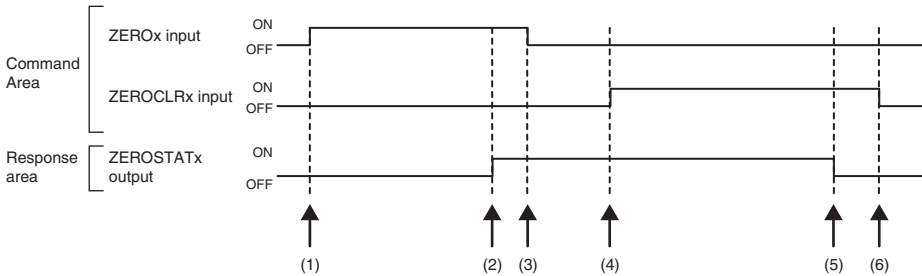 Command
Area
ZEROx input
ON
OFF
ZEROCLRx input
ON
OFF
Response
area
ZEROSTATx
output
ON
OFF
(1) (2) (3) (4) (5) (6)